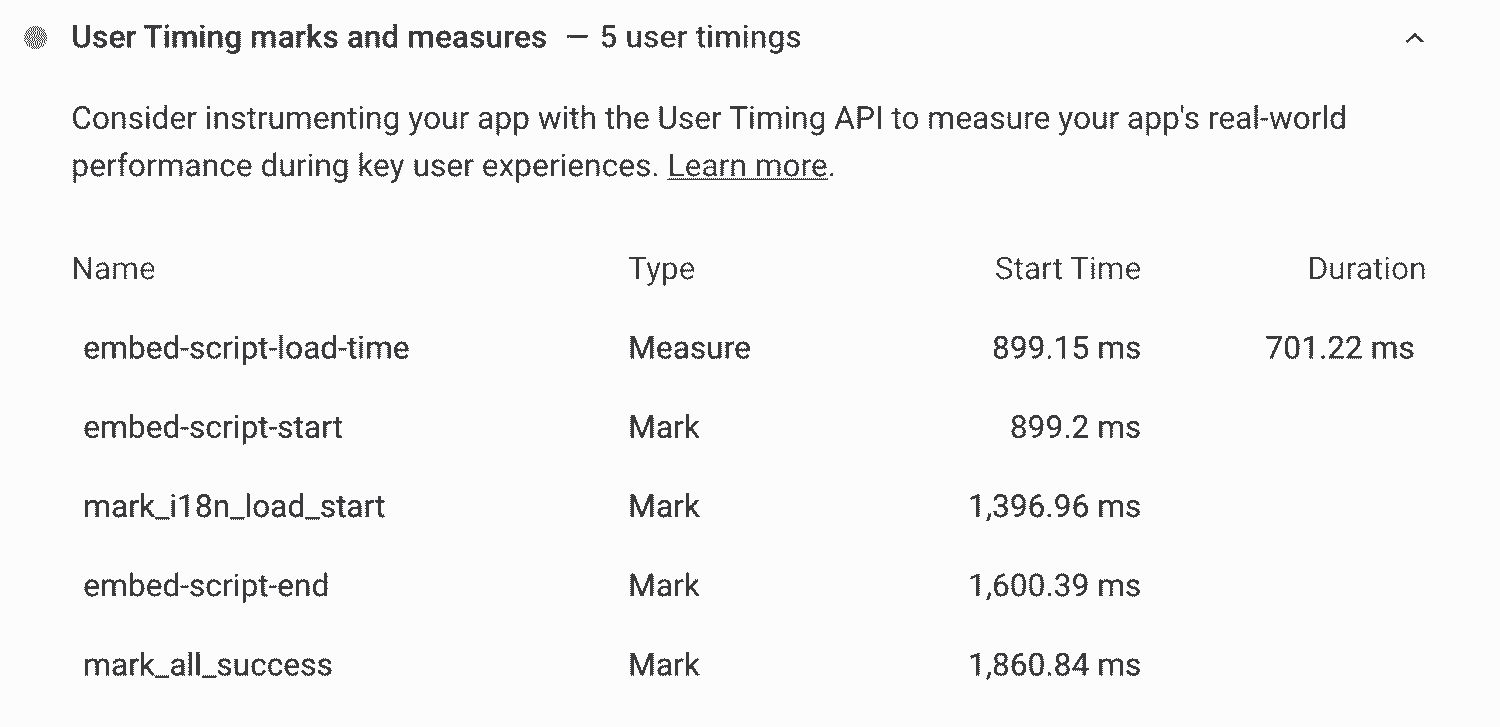 User Timing marks and measures — 5 user timings
Consider instrumenting your app with the User Timing API to measure your app's real-world
performance during key user experiences. Learn more.
Name Type Start Time Duration
embed-script-load-time Measure 899.15 ms 701.22 ms
embed-script-start Mark 899.2 ms
mark_i18n_load_start Mark 1,396.96 ms
embed-script-end Mark 1,600.39 ms
mark_all_success Mark 1,860.84 ms